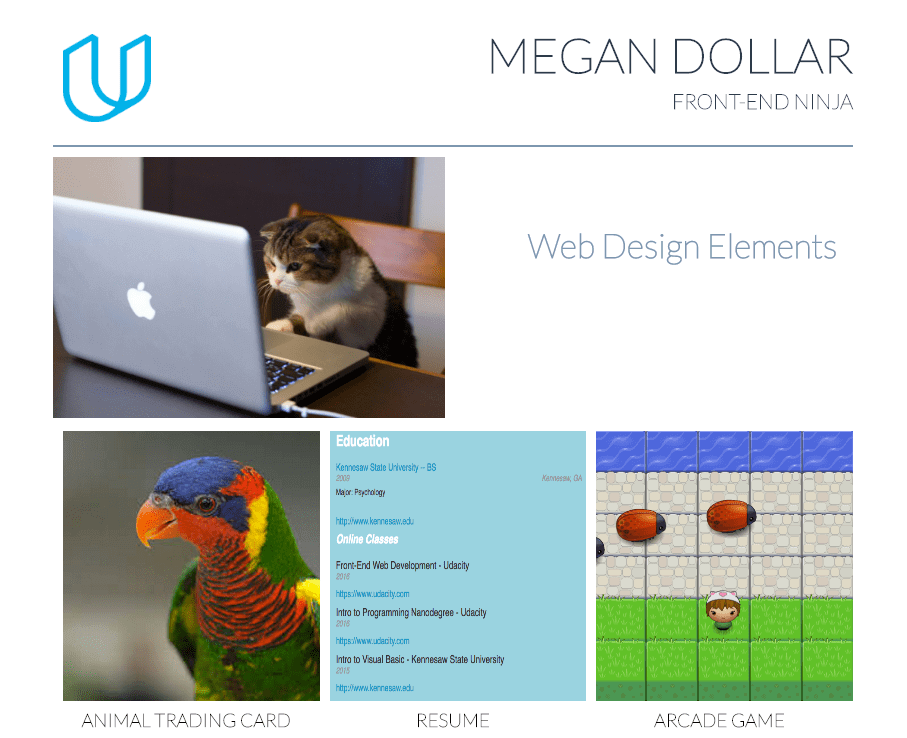 MEGAN DOLLAR
FRONT-END NINJA
Web Design Elements
Education
Kennesaw State University -- BS
2009 Kennesaw, GA
Major: Psychology
http://www.kennesaw.edu
Online Classes
Front-End Web Development - Udacity
2016
https://www.udacity.com
Intro to Programming Nanodegree - Udacity
2016
https://www.udacity.com
Intro to Visual Basic - Kennesaw State University
2015
http://www.kennesaw.edu
ANIMAL TRADING CARD
RESUME
ARCADE GAME